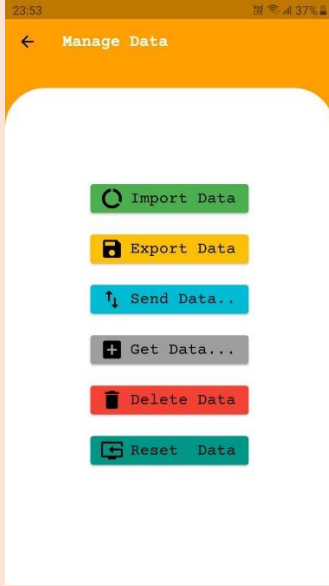 23:53
37%
Manage Data
Import Data
Export Data
Send Data..
Get Data...
Delete Data
Reset  Data